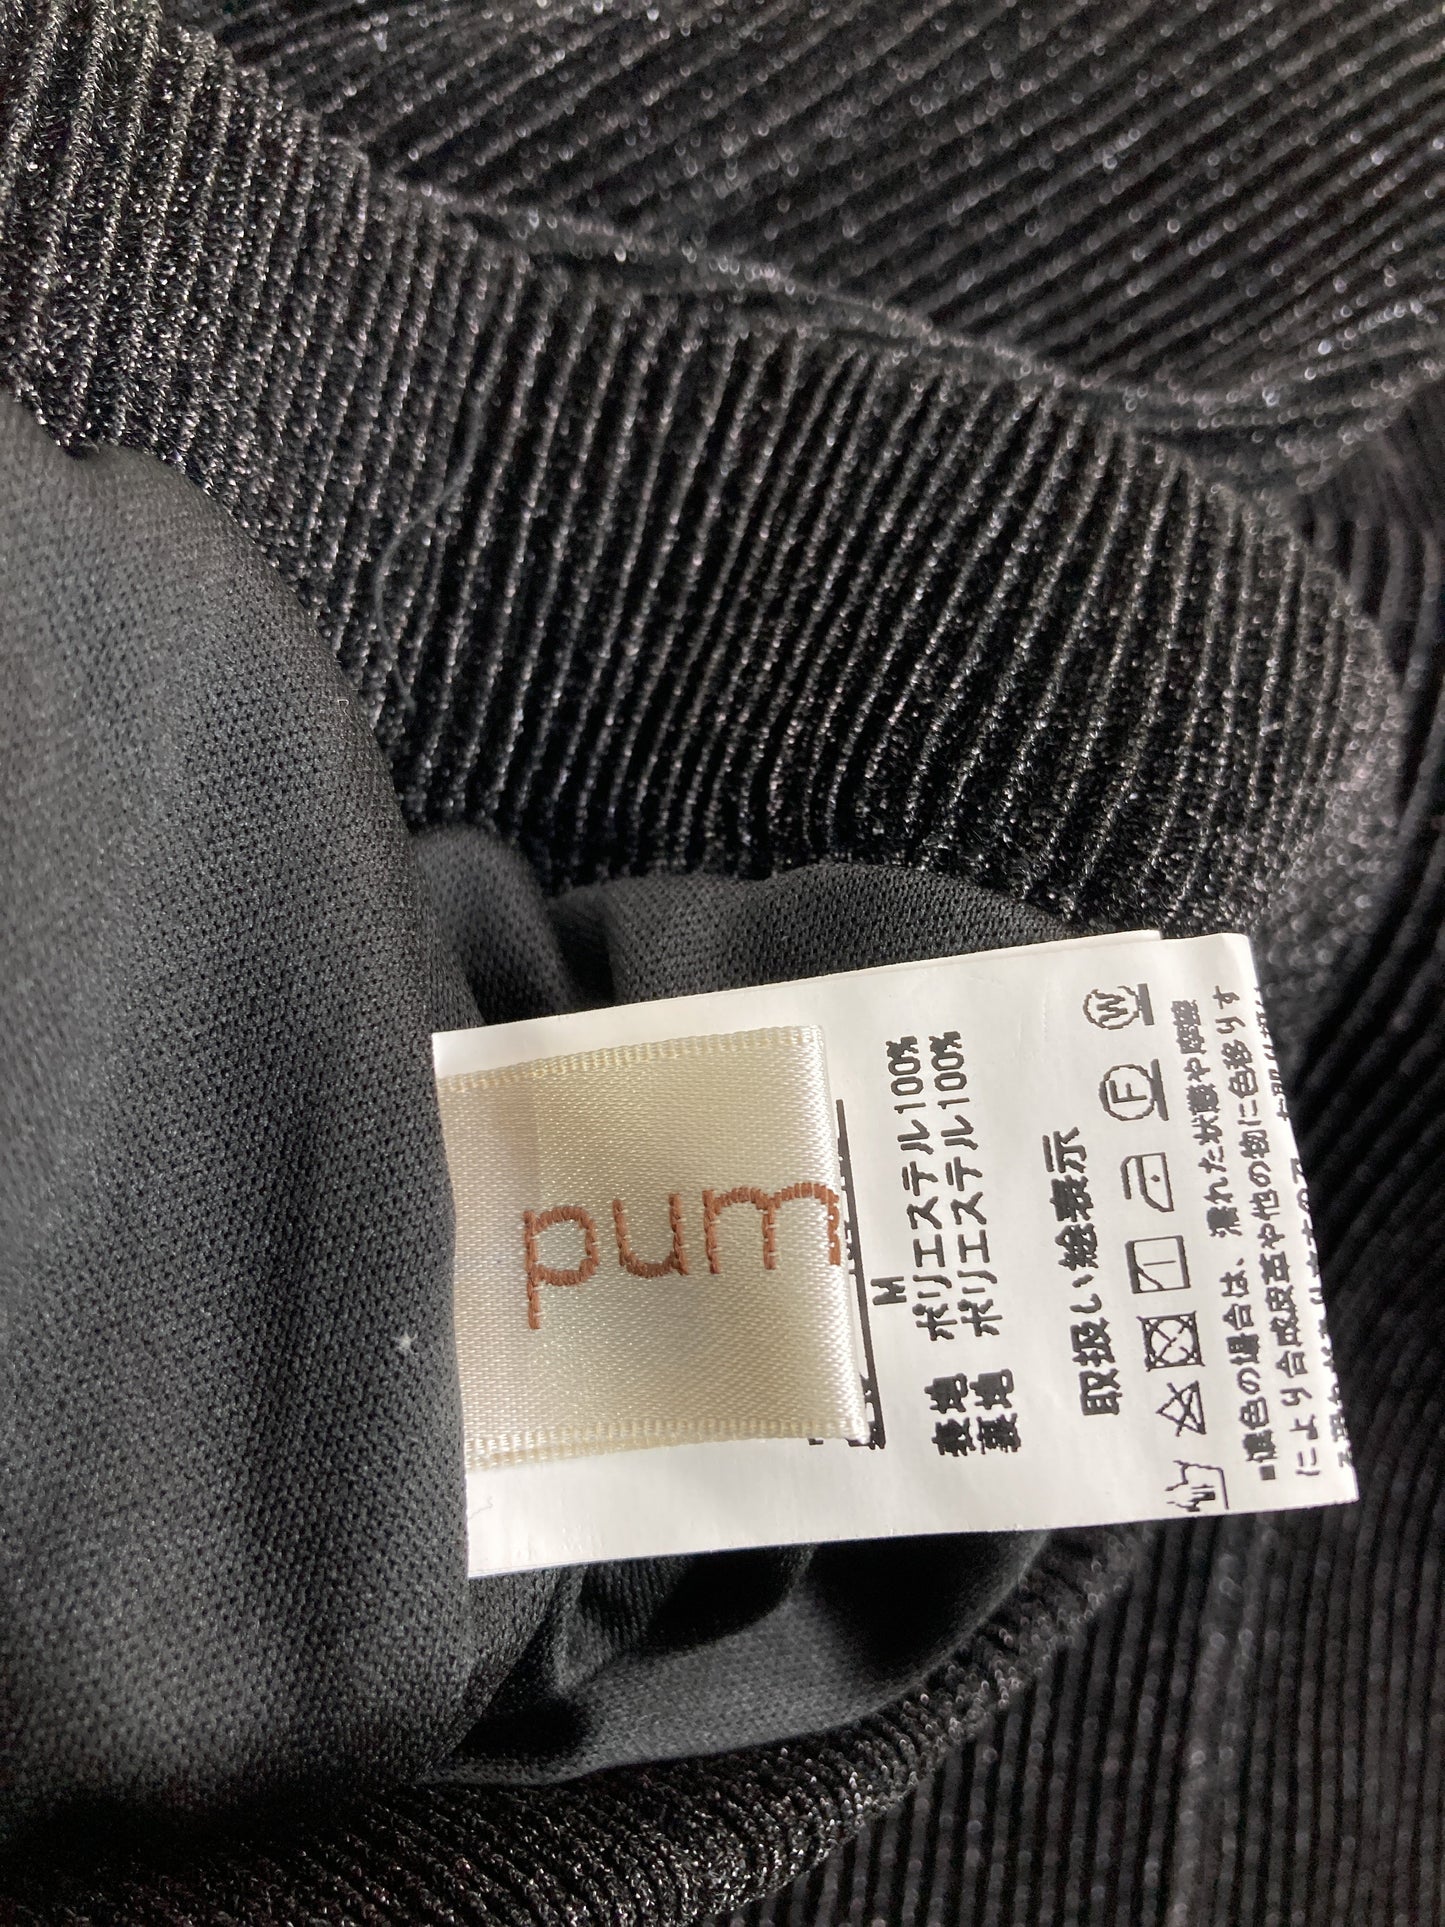 pum
M
表地 ポリエステル100%
裏地 ポリエステル100%
取扱い絵表示
F W
■濃色の場合は、濡れた状態や摩擦
により合成皮革や他の物に色移りす